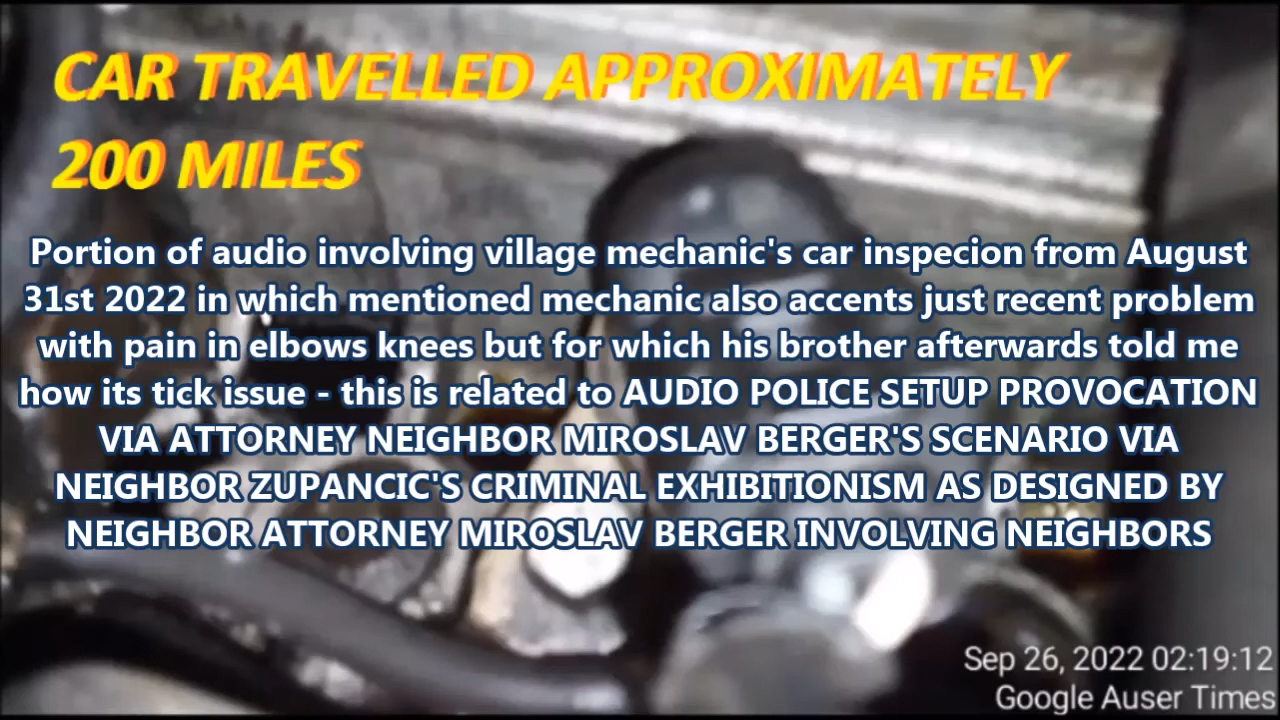 CAR TRAVELLED APPROXIMATELY
200 MILES
Portion of audio involving village mechanic's car inspecion from August
31st 2022 in which mentioned mechanic also accents just recent problem
with pain in elbows knees but for which his brother afterwards told me
how its tick issue - this is related to AUDIO POLICE SETUP PROVOCATION
VIA ATTORNEY NEIGHBOR MIROSLAV BERGER'S SCENARIO VIA
NEIGHBOR ZUPANCIC'S CRIMINAL EXHIBITIONISM AS DESIGNED BY
NEIGHBOR ATTORNEY MIROSLAV BERGER INVOLVING NEIGHBORS
Sep 26, 2022 02:19:12
Google Auser Times